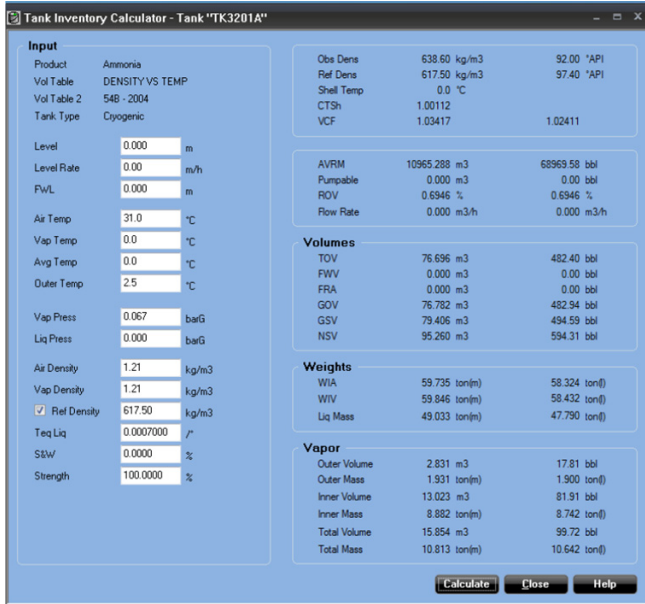 Tank Inventory Calculator - Tank "TK3201A"
Input
Product Ammonia
Vol Table DENSITY VS TEMP
Vol Table 2 54B - 2004
Tank Type Cryogenic
Level 0.000 m
Level Rate 0.00 m/h
FWL 0.000 m
Air Temp 31.0 °C
Vap Temp 0.0 °C
Avg Temp 0.0 °C
Outer Temp 2.5 °C
Vap Press 0.067 barG
Liq Press 0.000 barG
Air Density 1.21 kg/m3
Vap Density 1.21 kg/m3
Ref Density 617.50 kg/m3
Teq Liq 0.0007000 /°
S&W 0.0000 %
Strength 100.0000 %
Obs Dens 638.60 kg/m3 92.00 °API
Ref Dens 617.50 kg/m3 97.40 °API
Shell Temp 0.0 °C
CTSh 1.00112
VCF 1.03417 1.02411
AVRM 10965.288 m3 68969.58 bbl
Pumpable 0.000 m3 0.00 bbl
ROV 0.6946 % 0.6946 %
Flow Rate 0.000 m3/h 0.000 m3/h
Volumes
TOV 76.696 m3 482.40 bbl
FWV 0.000 m3 0.00 bbl
FRA 0.000 m3 0.00 bbl
GOV 76.782 m3 482.94 bbl
GSV 79.406 m3 494.59 bbl
NSV 95.260 m3 594.31 bbl
Weights
WIA 59.735 ton(m) 58.324 ton(l)
WIV 59.846 ton(m) 58.432 ton(l)
Liq Mass 49.033 ton(m) 47.790 ton(l)
Vapor
Outer Volume 2.831 m3 17.81 bbl
Outer Mass 1.931 ton(m) 1.900 ton(l)
Inner Volume 13.023 m3 81.91 bbl
Inner Mass 8.882 ton(m) 8.742 ton(l)
Total Volume 15.854 m3 99.72 bbl
Total Mass 10.813 ton(m) 10.642 ton(l)
Calculate Close Help